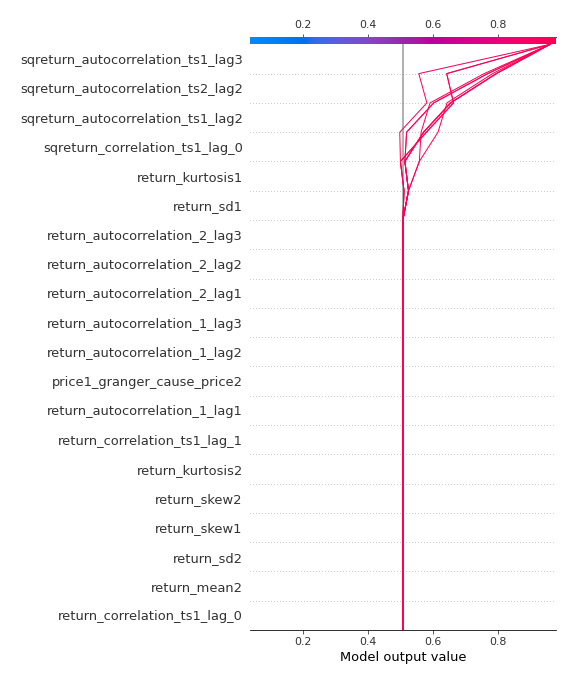 0.2 0.4 0.6 0.8
sqreturn_autocorrelation_ts1_lag3
sqreturn_autocorrelation_ts2_lag2
sqreturn_autocorrelation_ts1_lag2
sqreturn_correlation_ts1_lag_0
return_kurtosis1
return_sd1
return_autocorrelation_2_lag3
return_autocorrelation_2_lag2
return_autocorrelation_2_lag1
return_autocorrelation_1_lag3
return_autocorrelation_1_lag2
price1_granger_cause_price2
return_autocorrelation_1_lag1
return_correlation_ts1_lag_1
return_kurtosis2
return_skew2
return_skew1
return_sd2
return_mean2
return_correlation_ts1_lag_0
0.2 0.4 0.6 0.8
Model output value